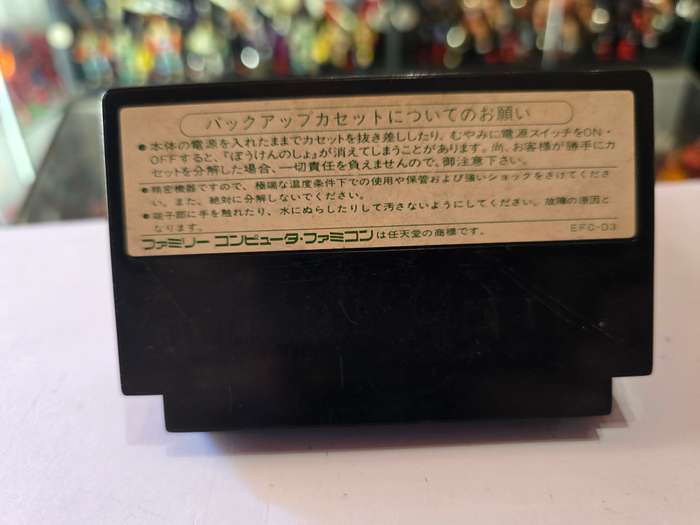 バックアップカセットについてのお願い
●本体の電源を入れたままでカセットを抜き差ししたり、むやみに電源スイッチをON・
OFFすると、『ぼうけんのしょ』が消えてしまうことがあります。尚、お客様が勝手にカ
セットを分解した場合、一切責任を負えませんので、御注意下さい。
●精密機器ですので、極端な温度条件下での使用や保管および強いショックをさけてくださ
い。また、絶対に分解しないでください。
●端子部に手を触れたり、水にぬらしたりして汚さないようにしてください。故障の原因と
なります。
ファミリー コンピュータ・ファミコンは任天堂の商標です。
EFC-D3